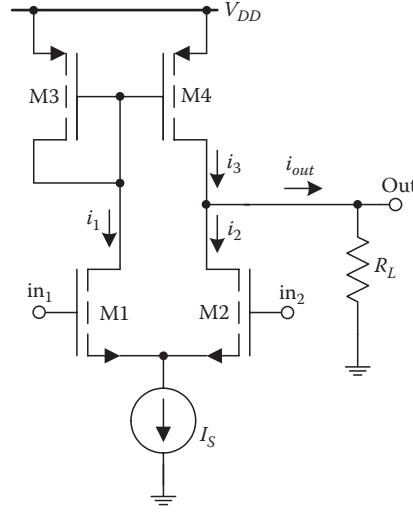 V_DD
M3
M4
i_3
i_out
Out
i_1
i_2
R_L
in_1
in_2
M1
M2
I_S